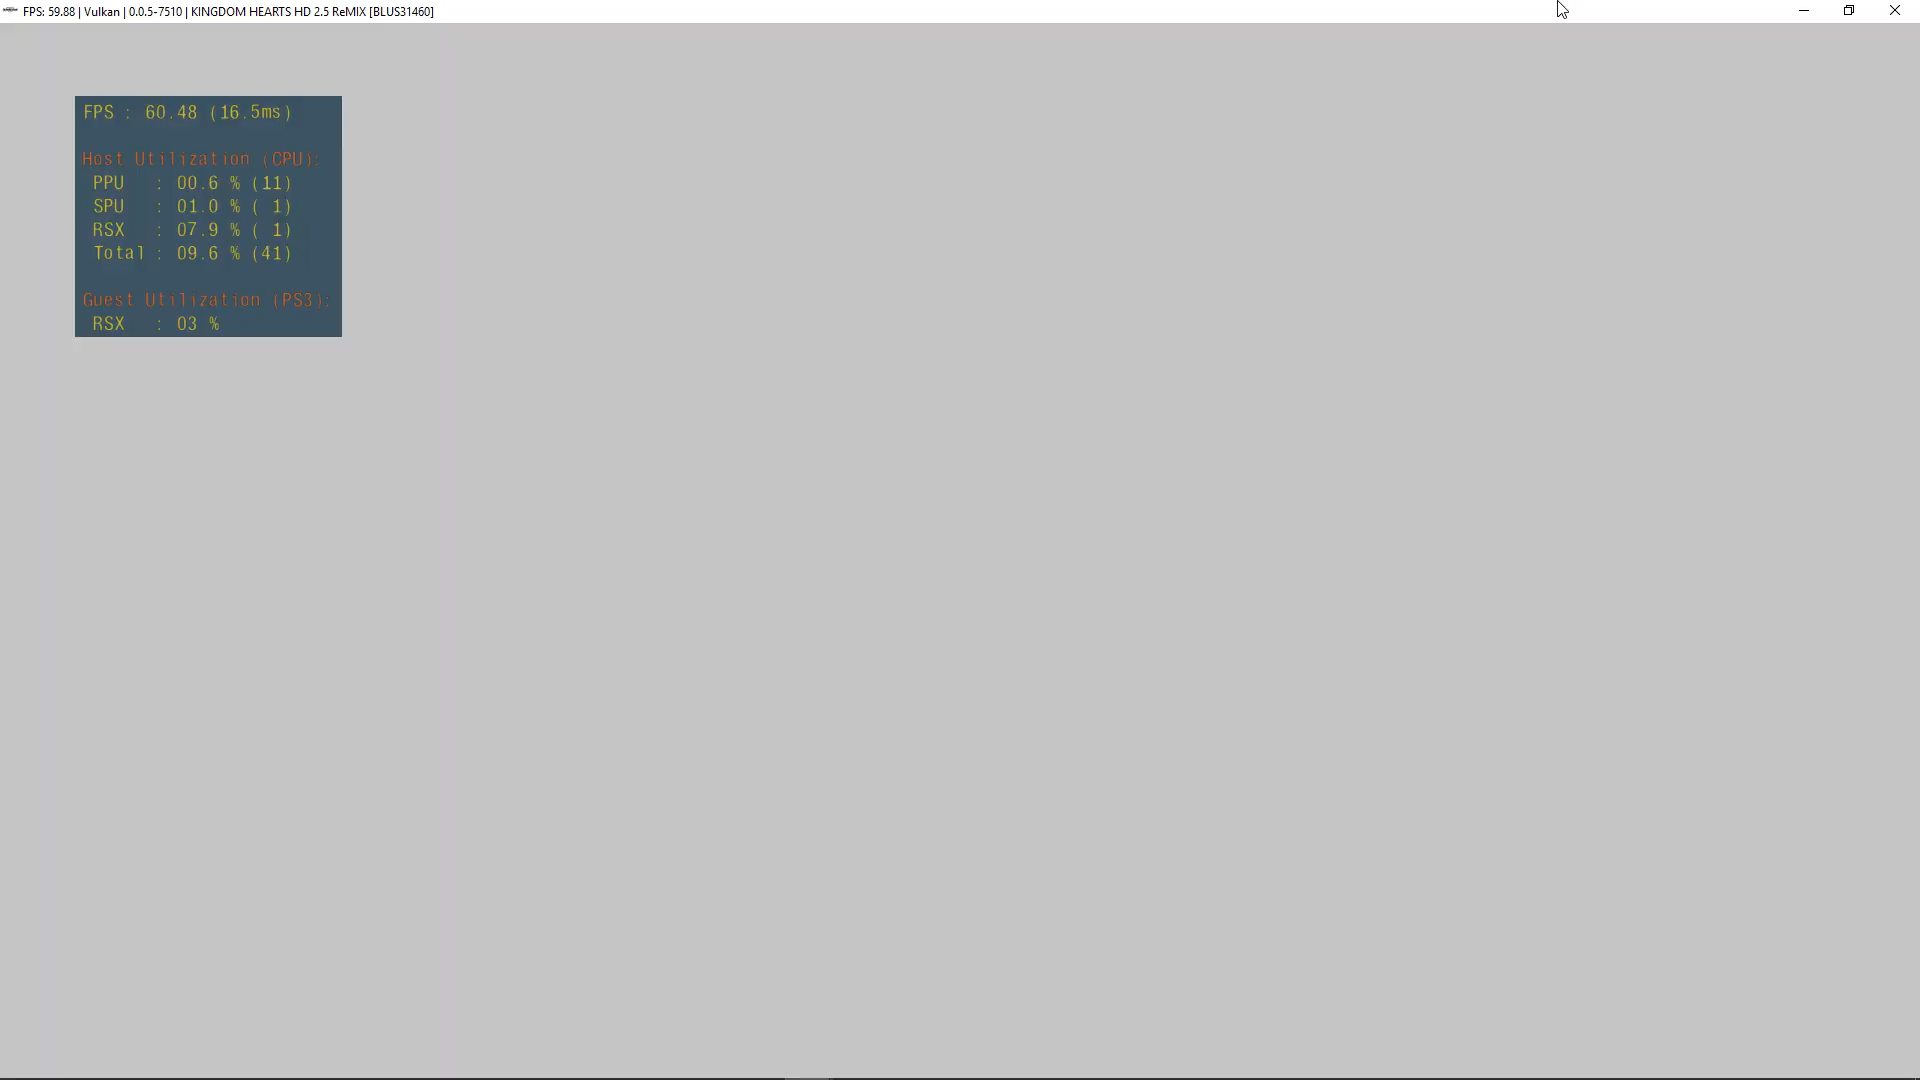 FPS: 59.88 | Vulkan | 0.0.5-7510 | KINGDOM HEARTS HD 2.5 ReMIX [BLUS31460]
FPS : 60.48 (16.5ms)
Host Utilization (CPU):
PPU : 00.6 % (11)
SPU : 01.0 % ( 1)
RSX : 07.9 % ( 1)
Total : 09.6 % (41)
Guest Utilization (PS3):
RSX : 03 %